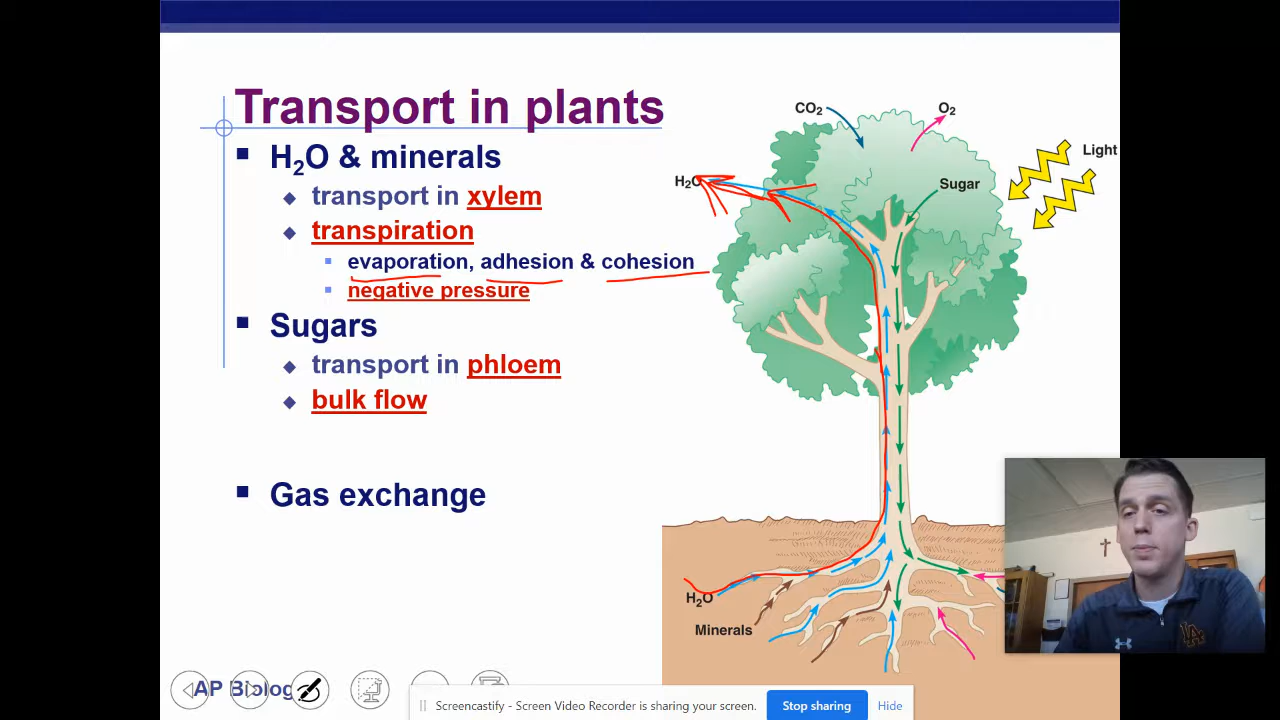 Transport in plants
H₂O & minerals
transport in xylem
transpiration
evaporation, adhesion & cohesion
negative pressure
Sugars
transport in phloem
bulk flow
Gas exchange
CO₂
O₂
Light
H₂O
Sugar
H₂O
Minerals
AP Biolog
LA
Screencastify - Screen Video Recorder is sharing your screen.
Stop sharing
Hide